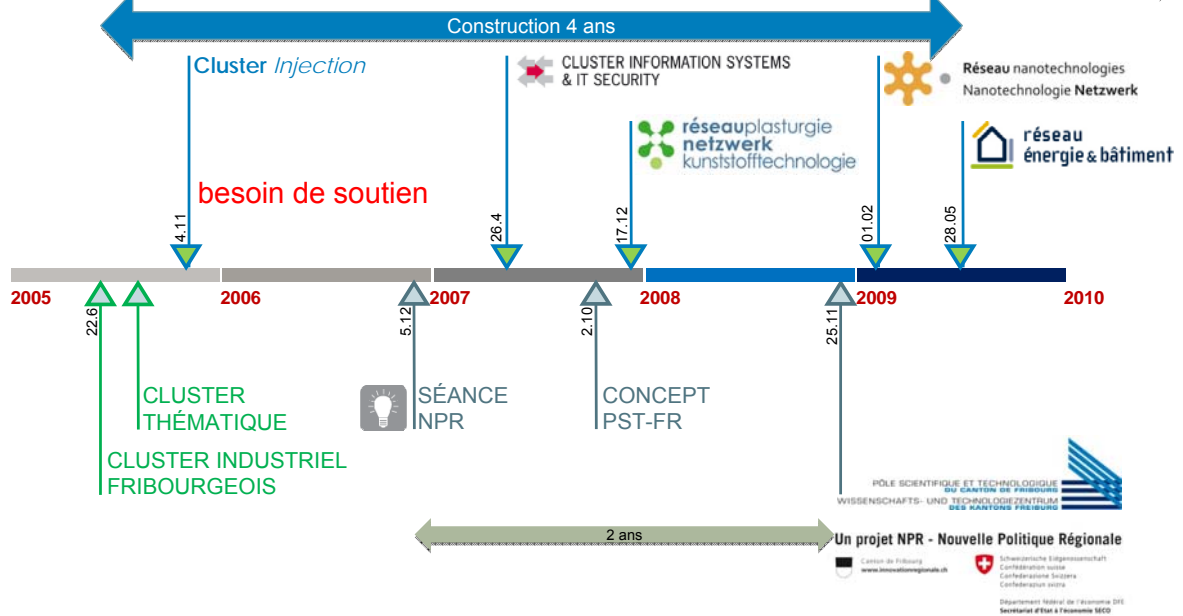 Construction 4 ans
Cluster Injection
CLUSTER INFORMATION SYSTEMS
& IT SECURITY
Réseau nanotechnologies
Nanotechnologie Netzwerk
réseauplasturgie
netzwerk
kunststofftechnologie
réseau
énergie & bâtiment
besoin de soutien
4.11
26.4
17.12
01.02
28.05
2005
2006
2007
2008
2009
2010
22.6
5.12
2.10
25.11
CLUSTER
THÉMATIQUE
SÉANCE
NPR
CONCEPT
PST-FR
CLUSTER INDUSTRIEL
FRIBOURGEOIS
PÔLE SCIENTIFIQUE ET TECHNOLOGIQUE
DU CANTON DE FRIBOURG
WISSENSCHAFTS- UND TECHNOLOGIEZENTRUM
DES KANTONS FREIBURG
2 ans
Un projet NPR - Nouvelle Politique Régionale
Canton de Fribourg
www.innovationregionale.ch
Schweizerische Eidgenossenschaft
Confédération suisse
Confederazione Svizzera
Confederaziun svizra
Département fédéral de l'économie DFE
Secrétariat d'Etat à l'économie SECO